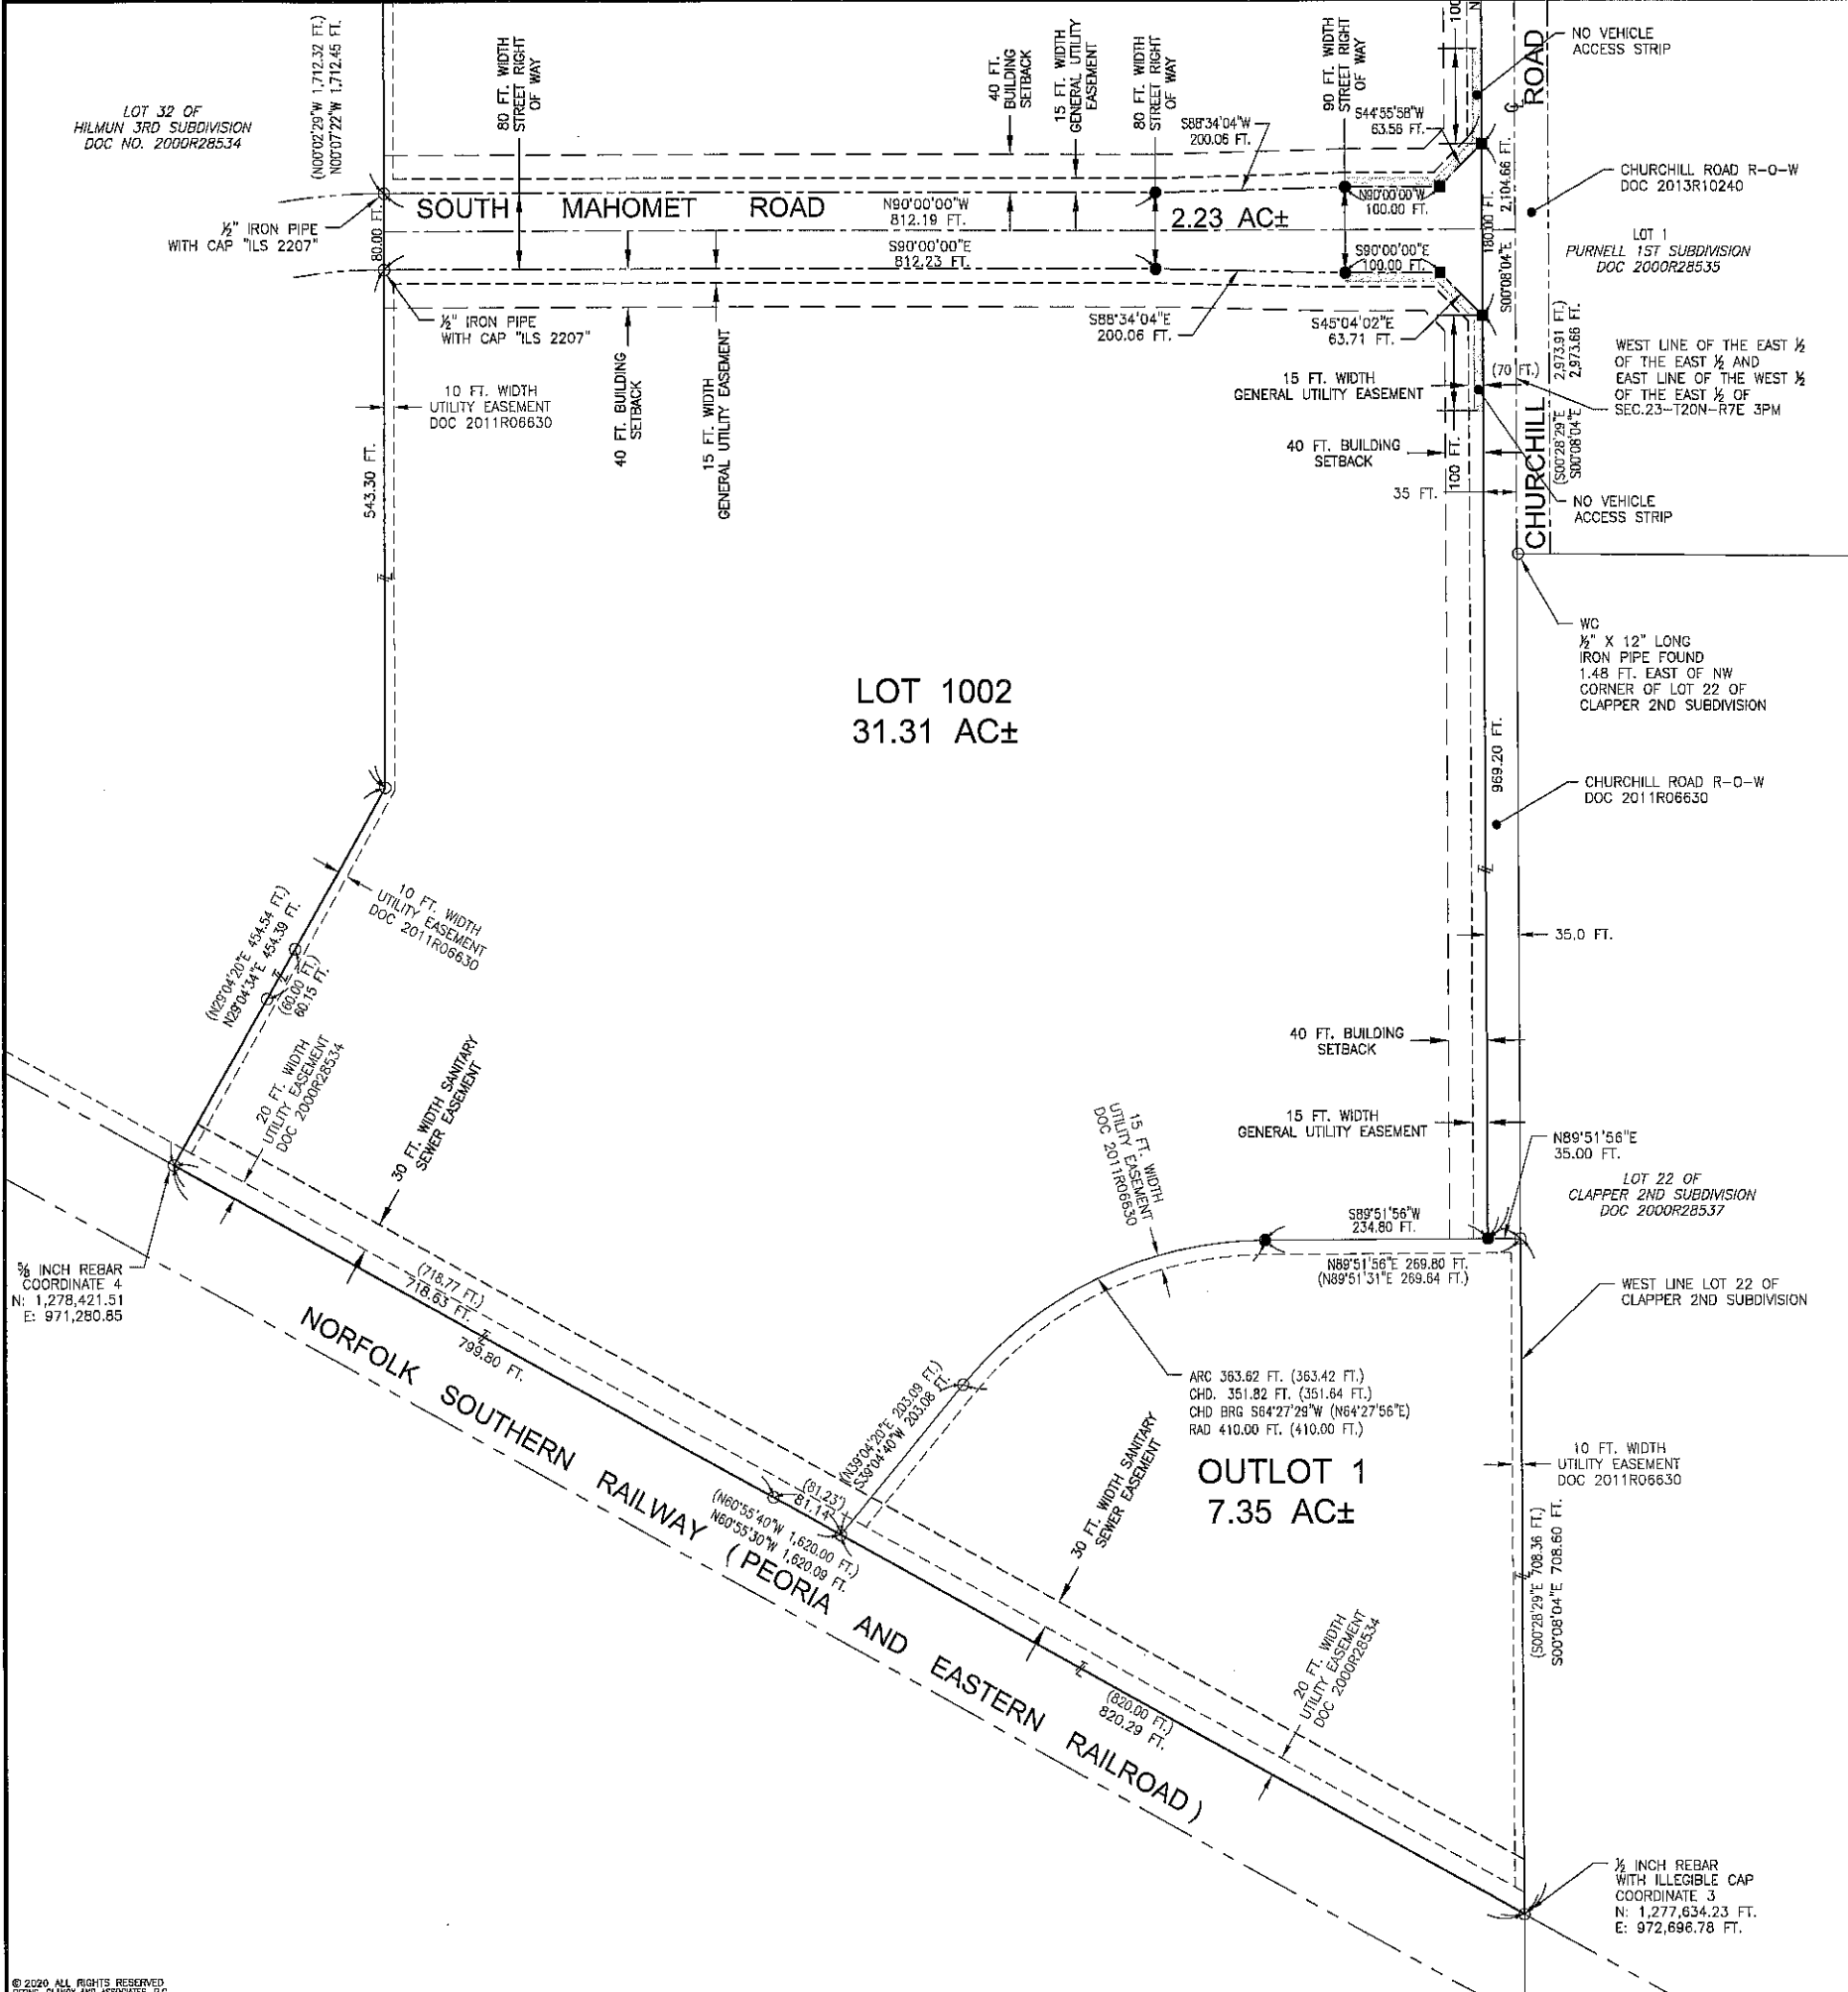 (N00°02'29"W 1,712.32 FT.)
N00°07'22"W 1,712.45 FT.
LOT 32 OF
HILMUN 3RD SUBDIVISION
DOC NO. 2000R28534
80 FT. WIDTH
STREET RIGHT
OF WAY
40 FT.
BUILDING
SETBACK
15 FT. WIDTH
GENERAL UTILITY
EASEMENT
80 FT. WIDTH
STREET RIGHT
OF WAY
90 FT. WIDTH
STREET RIGHT
OF WAY
100
N
NO VEHICLE
ACCESS STRIP
ROAD
S88°34'04"W
200.06 FT.
S44°55'58"W
63.56 FT.
CHURCHILL ROAD R-O-W
DOC 2013R10240
½" IRON PIPE
WITH CAP "ILS 2207"
80.00 FT.
SOUTH MAHOMET ROAD
N90°00'00"W
812.19 FT.
2.23 AC±
N90°00'00"W
100.00 FT.
180.00 FT.
S00°08'04"E 2,104.66 FT.
LOT 1
PURNELL 1ST SUBDIVISION
DOC 2000R28535
S90°00'00"E
812.23 FT.
S90°00'00"E
100.00 FT.
½" IRON PIPE
WITH CAP "ILS 2207"
S88°34'04"E
200.06 FT.
S45°04'02"E
63.71 FT.
(S00°28'29"E 2,973.91 FT.)
S00°08'04"E 2,973.66 FT.
WEST LINE OF THE EAST ½
OF THE EAST ½ AND
EAST LINE OF THE WEST ½
OF THE EAST ½ OF
SEC.23-T20N-R7E 3PM
10 FT. WIDTH
UTILITY EASEMENT
DOC 2011R06630
40 FT. BUILDING
SETBACK
15 FT. WIDTH
GENERAL UTILITY EASEMENT
15 FT. WIDTH
GENERAL UTILITY EASEMENT
(70 FT.)
40 FT. BUILDING
SETBACK
100 FT.
35 FT.
CHURCHILL
NO VEHICLE
ACCESS STRIP
543.30 FT.
WC
½" X 12" LONG
IRON PIPE FOUND
1.48 FT. EAST OF NW
CORNER OF LOT 22 OF
CLAPPER 2ND SUBDIVISION
LOT 1002
31.31 AC±
969.20 FT.
CHURCHILL ROAD R-O-W
DOC 2011R06630
10 FT. WIDTH
UTILITY EASEMENT
DOC 2011R06630
(N29°04'20"E 454.54 FT.)
N29°04'34"E 454.39 FT.
(60.00 FT.)
60.15 FT.
35.0 FT.
20 FT. WIDTH
UTILITY EASEMENT
DOC 2000R28534
30 FT. WIDTH SANITARY
SEWER EASEMENT
40 FT. BUILDING
SETBACK
15 FT. WIDTH
UTILITY EASEMENT
DOC 2011R06630
15 FT. WIDTH
GENERAL UTILITY EASEMENT
N89°51'56"E
35.00 FT.
LOT 22 OF
CLAPPER 2ND SUBDIVISION
DOC 2000R28537
S89°51'56"W
234.80 FT.
N89°51'56"E 269.80 FT.
(N89°51'31"E 269.64 FT.)
⅝ INCH REBAR
COORDINATE 4
N: 1,278,421.51
E: 971,280.85
WEST LINE LOT 22 OF
CLAPPER 2ND SUBDIVISION
(718.77 FT.)
718.63 FT.
799.80 FT.
NORFOLK SOUTHERN RAILWAY (PEORIA AND EASTERN RAILROAD)
(N39°04'20"E 203.09 FT.)
S39°04'40"W 203.08 FT.
ARC 363.62 FT. (363.42 FT.)
CHD. 351.82 FT. (351.64 FT.)
CHD BRG S64°27'29"W (N64°27'56"E)
RAD 410.00 FT. (410.00 FT.)
OUTLOT 1
7.35 AC±
30 FT. WIDTH SANITARY
SEWER EASEMENT
10 FT. WIDTH
UTILITY EASEMENT
DOC 2011R06630
(81.23')
81.14'
(N60°55'40"W 1,620.00 FT.)
N60°55'30"W 1,620.09 FT.
(S00°28'29"E 708.36 FT.)
S00°08'04"E 708.60 FT.
20 FT. WIDTH
UTILITY EASEMENT
DOC 2000R28534
(820.00 FT.)
820.29 FT.
½ INCH REBAR
WITH ILLEGIBLE CAP
COORDINATE 3
N: 1,277,634.23 FT.
E: 972,696.78 FT.
© 2020 ALL RIGHTS RESERVED